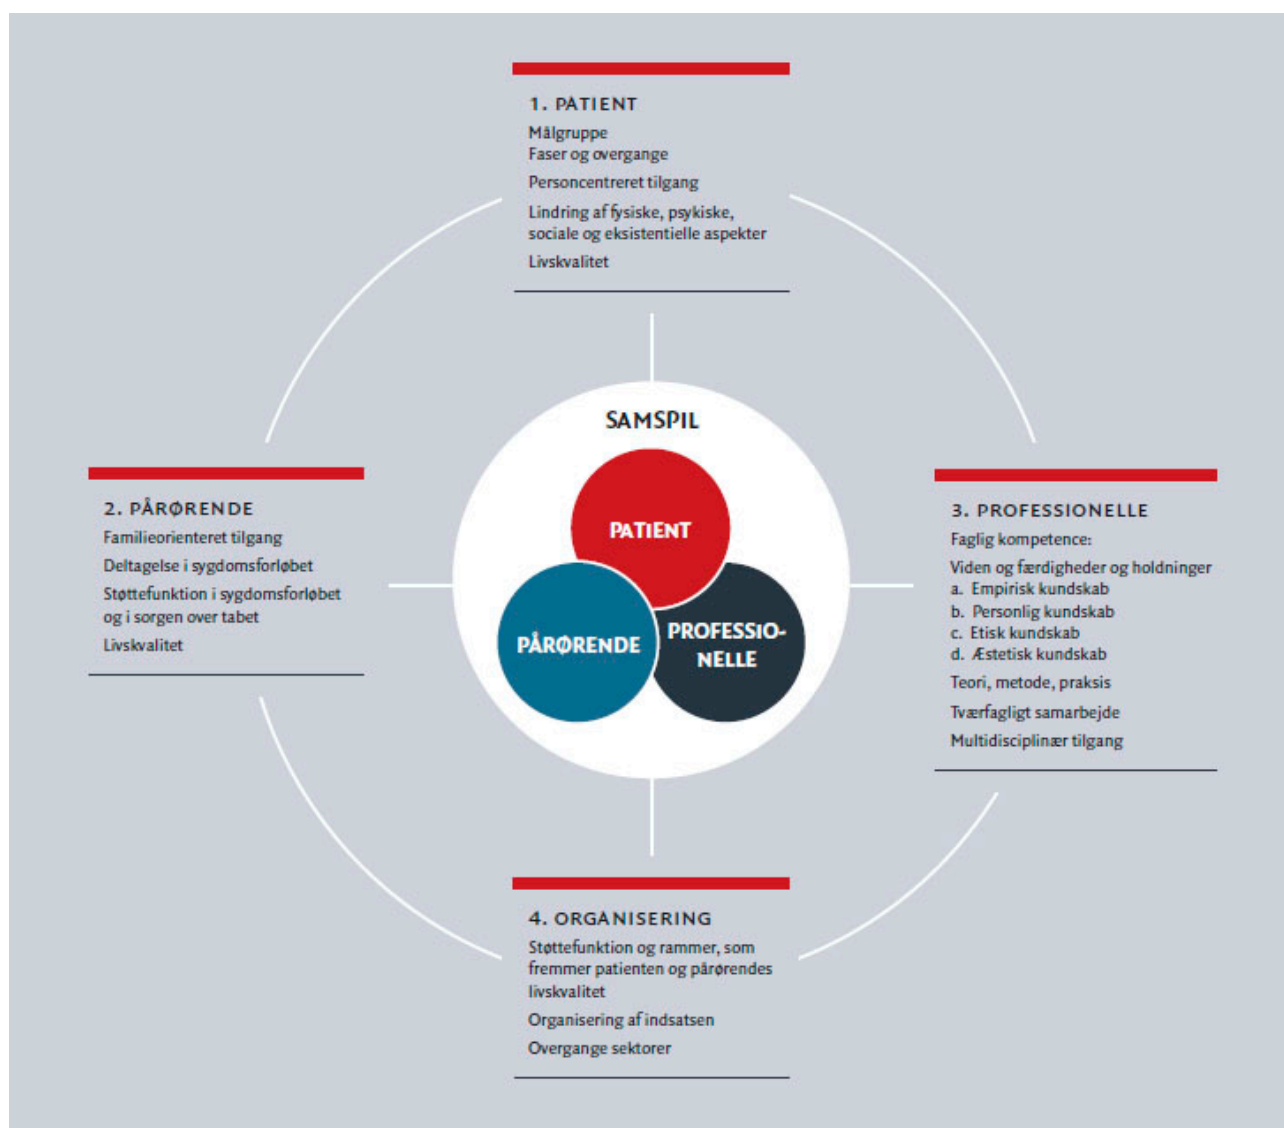 1. PATIENT
Målgruppe
Faser og overgange
Personcentreret tilgang
Lindring af fysiske, psykiske,
sociale og eksistentielle aspekter
Livskvalitet
SAMSPIL
PATIENT
PÅRØRENDE
PROFESSIO-
NELLE
2. PÅRØRENDE
Familieorienteret tilgang
Deltagelse i sygdomsforløbet
Støttefunktion i sygdomsforløbet
og i sorgen over tabet
Livskvalitet
3. PROFESSIONELLE
Faglig kompetence:
Viden og færdigheder og holdninger
a. Empirisk kundskab
b. Personlig kundskab
c. Etisk kundskab
d. Æstetisk kundskab
Teori, metode, praksis
Tværfagligt samarbejde
Multidisciplinær tilgang
4. ORGANISERING
Støttefunktion og rammer, som
fremmer patienten og pårørendes
livskvalitet
Organisering af indsatsen
Overgange sektorer